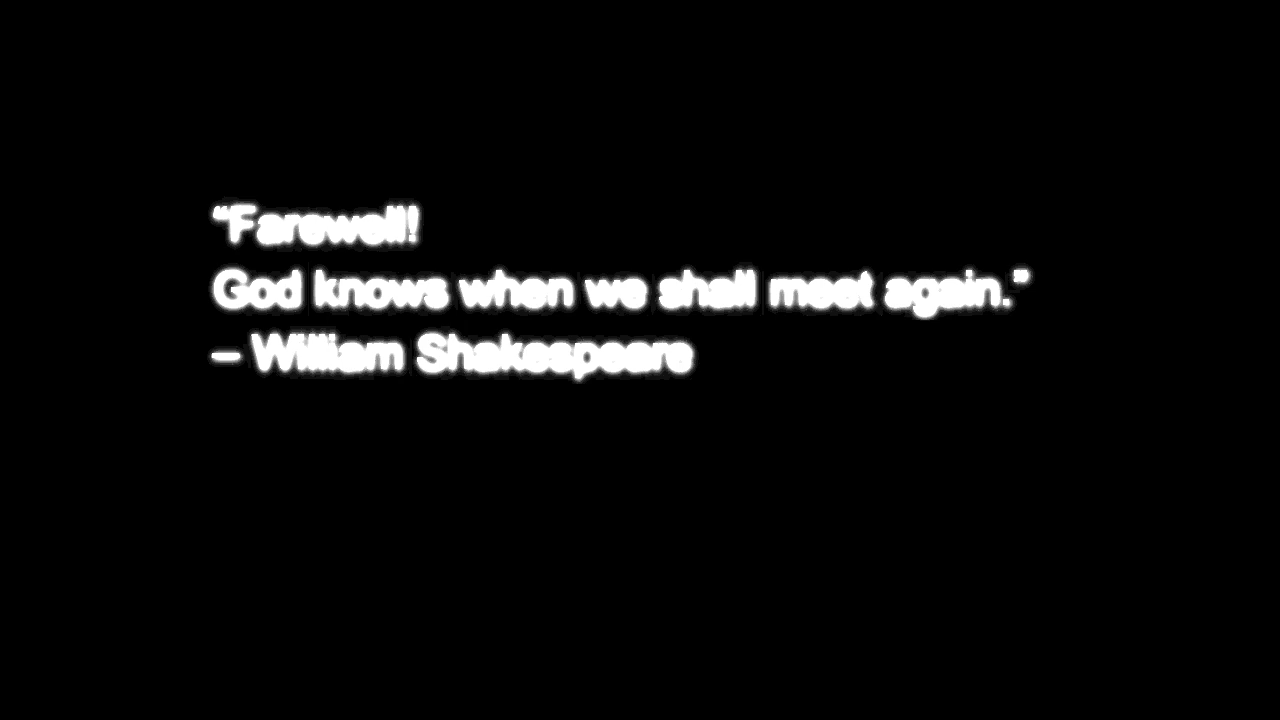 “Farewell!
God knows when we shall meet again.”
– William Shakespeare